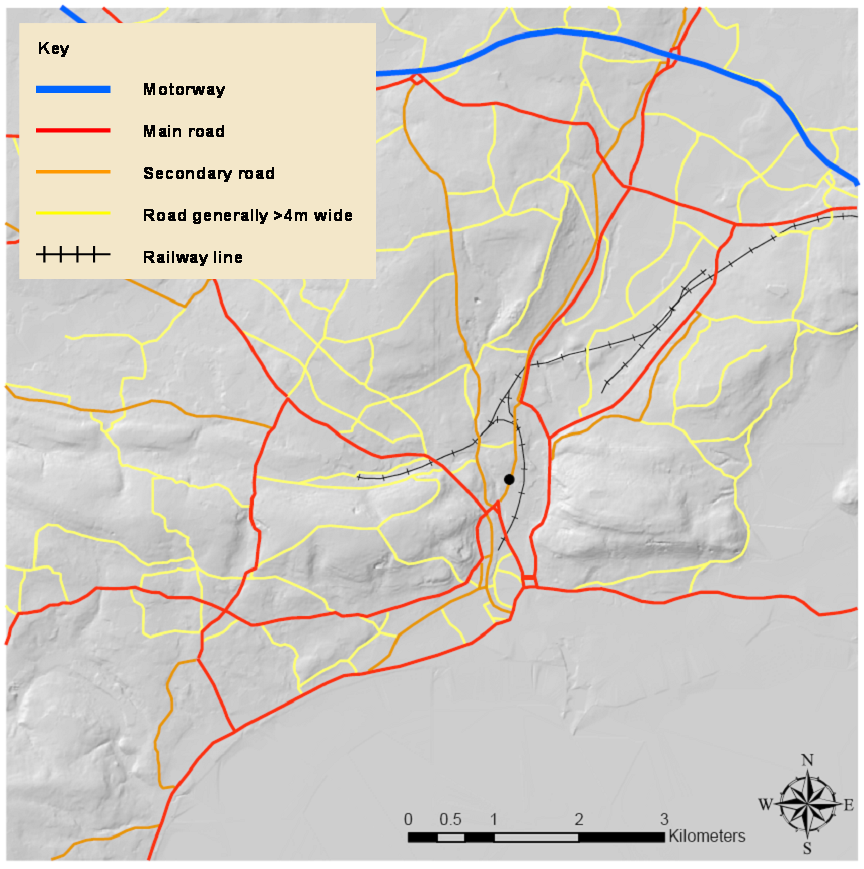 Key
Motorway
Main road
Secondary road
Road generally >4m wide
Railway line
N
W E
S
0 0.5 1 2 3
Kilometers